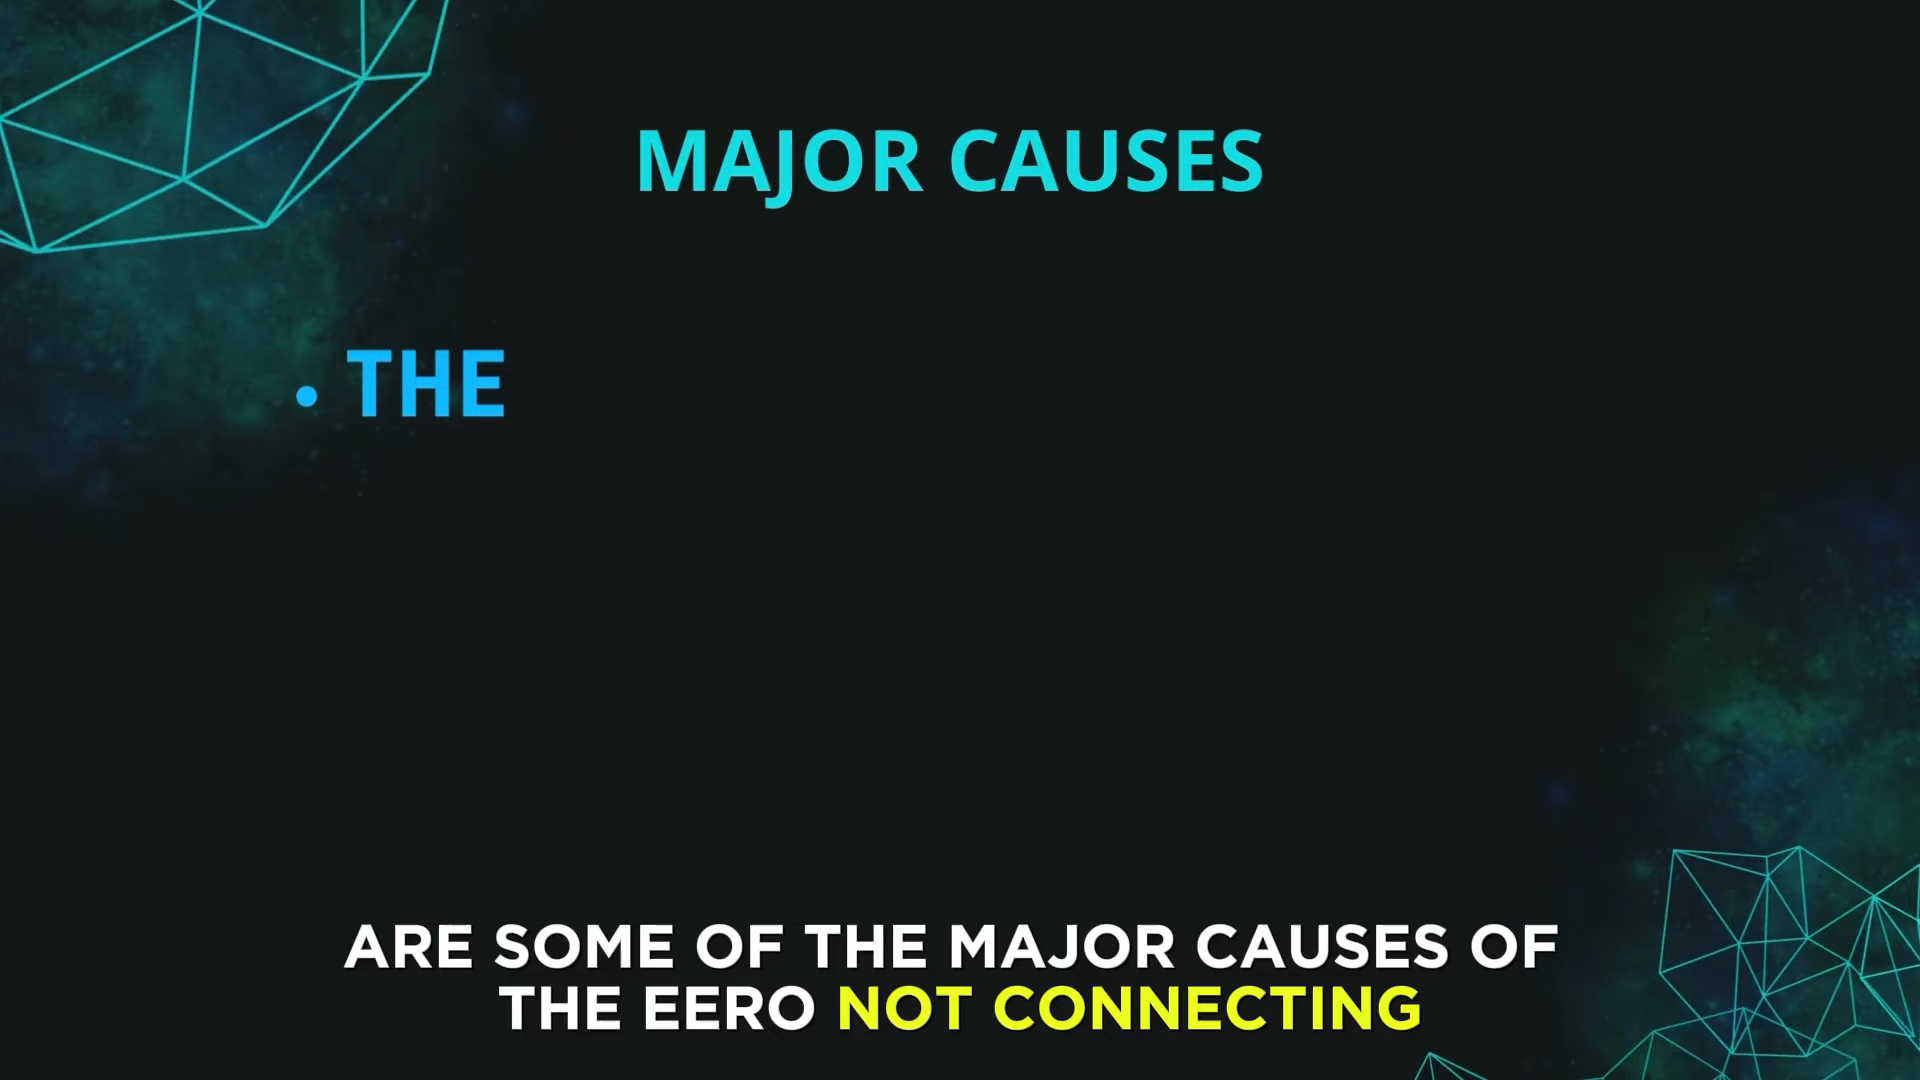 MAJOR CAUSES
• THE
ARE SOME OF THE MAJOR CAUSES OF
THE EERO NOT CONNECTING